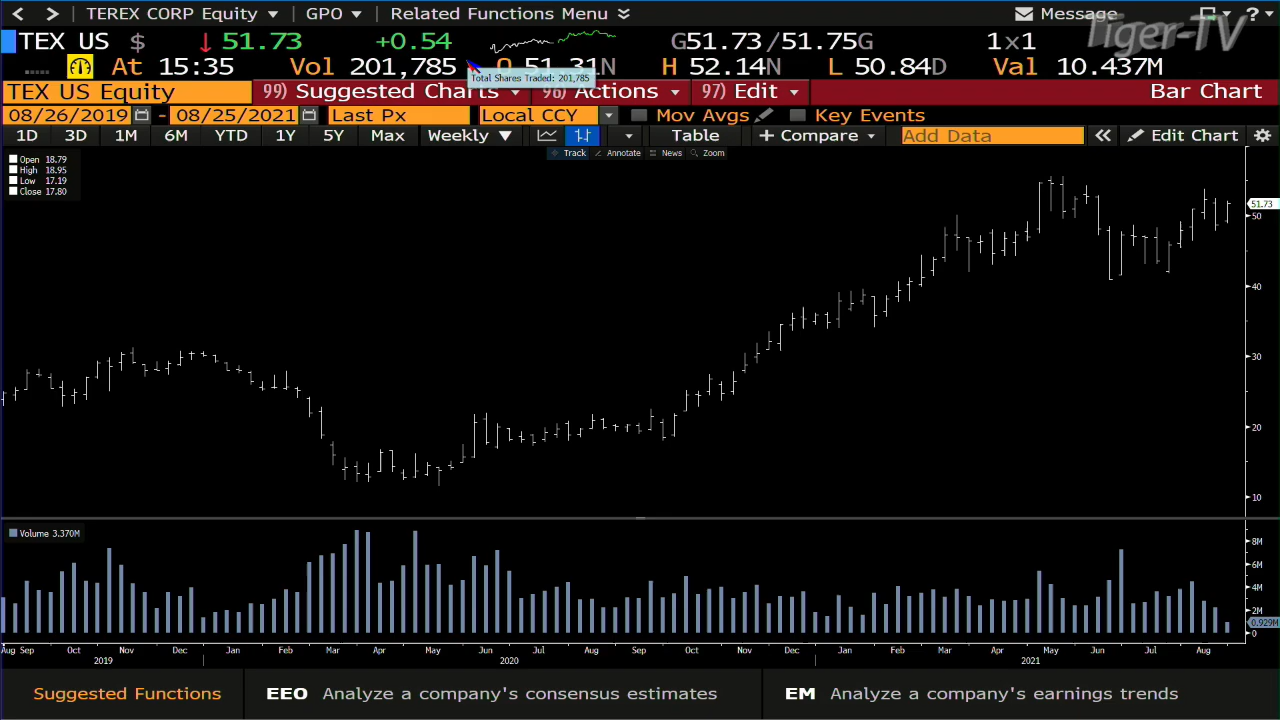 TEREX CORP Equity GPO Related Functions Menu Message ?
TEX US $ 51.73 +0.54 G51.73/51.75G 1×1 Tiger-TV
At 15:35 Vol 201,785 O 51.31N H 52.14N L 50.84D Val 10.437M
Total Shares Traded: 201,785
TEX US Equity 99) Suggested Charts 96) Actions 97) Edit Bar Chart
08/26/2019 - 08/25/2021 Last Px Local CCY Mov Avgs Key Events
1D 3D 1M 6M YTD 1Y 5Y Max Weekly Table + Compare Add Data Edit Chart
Track Annotate News Zoom
Open 18.79
High 18.95
Low 17.19
Close 17.80
51.73
50
40
30
20
10
Volume 3.370M
8M
6M
4M
2M
0.929M
0
Aug Sep Oct Nov Dec Jan Feb Mar Apr May Jun Jul Aug Sep Oct Nov Dec Jan Feb Mar Apr May Jun Jul Aug
2019 2020 2021
Suggested Functions EEO Analyze a company's consensus estimates EM Analyze a company's earnings trends